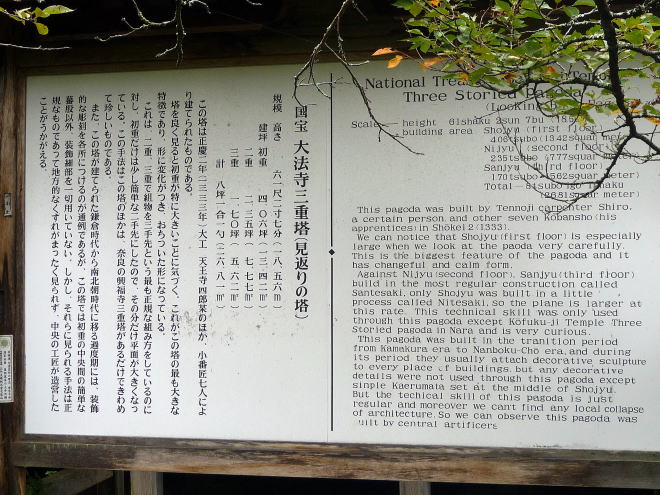 国宝 大法寺三重塔(見返りの塔)
規模 高さ 六一尺二寸七分(一八.五六m)
建坪 初重 四.〇六坪(一三.四二㎡)
二重 二.三五坪(七.七七㎡)
三重 一.七〇坪(五.六二㎡)
計 八坪一合一勺(二六.八一㎡)
この塔は正慶二年(一三三三年)大工 天王寺四郎某のほか、小番匠七人によ
り建てられたものである。
塔を良く見ると初重が特に大きいことに気づく、これがこの塔の最も大きな
特徴であり、形に変化がつき、おちついた形になっている。
これは、二重、三重で組物を三手先という最も正規な組み方をしているのに
対し、初重だけは少し簡単な二手先にしたので、その分だけ平面が大きくなっ
ている。この手法はこの塔のほかは、奈良の興福寺三重塔があるだけできわめ
て珍しいものである。
また、この塔が建てられた鎌倉時代から南北朝時代に移る過度期には、装飾
的な彫刻を各所につけるのが通例であるが、この塔では初重の中央間の簡単な
蟇股以外、装飾細部を一切用いていない。しかし、それらに見られる手法は正
規なものであって地方的なくずれがまったく見られず、中央の工匠が造営した
ことがうかがえる。
National Trea
Three Storied Pagoda
(Looking
Scale height 61shaku 2sun 7bu (18.56
building area Shojyu (first floor)
406tubo (1342squar meter)
Nijyu (second floor)
235tubo (777squar meter)
Sanjyu (third floor)
170tubo (562squar meter)
Total 81tubo 1go 1shaku
(2681squar meter)
This pagoda was built by Tennoji carpenter Shiro,
a certain person and other seven Kobansho (his
apprentices) in Shōkei 2 (1333).
We can notice that Shojyu (first floor) is especially
large when we look at the paoda very carefully.
This is the biggest feature of the pagoda and it
has changeful and calm form.
Against Nijyu (second floor), Sanjyu (third floor)
build in the most regular construction called
Santesaki, only Shojyu was built in a little
process called Nitesaki, so the plane is larger at
this rate. This technical skill was only used
through this pagoda except Kōfuku-ji Temple Three
Storied pagoda in Nara and is very curious.
This pagoda was built in the tranition period
from Kamakura era to Nanboku-Cho era, and during
its period they usually attach decorative sculpture
to every place of buildings. but any decorative
details were not used through this pagoda except
sinple Kaerumata set at the middle of Shojyu.
But the techical skill of this pagoda is just
regular and moreover we cant find any local collapse
of architecture. So we can observe this pagoda was
uilt by central artificers